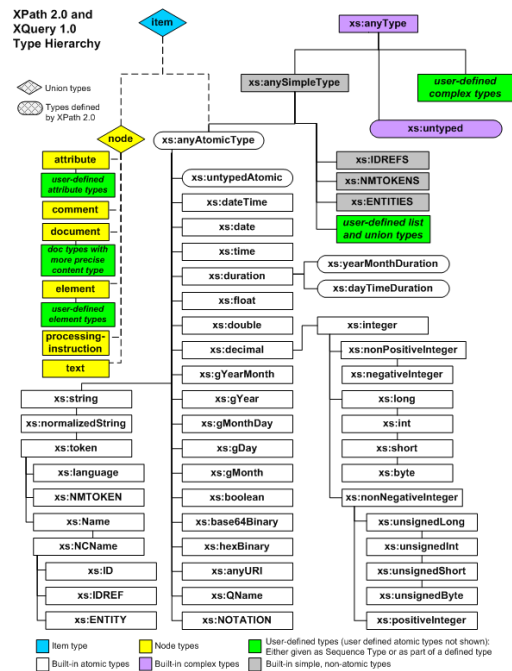 XPath 2.0 and
XQuery 1.0
Type Hierarchy
Union types
Types defined
by XPath 2.0
item
node
attribute
user-defined
attribute types
comment
document
doc types with
more precise
content type
element
user-defined
element types
processing-
instruction
text
xs:anyType
xs:anySimpleType
user-defined
complex types
xs:untyped
xs:anyAtomicType
xs:IDREFS
xs:NMTOKENS
xs:ENTITIES
user-defined list
and union types
xs:untypedAtomic
xs:dateTime
xs:date
xs:time
xs:duration
xs:yearMonthDuration
xs:dayTimeDuration
xs:float
xs:double
xs:decimal
xs:gYearMonth
xs:gYear
xs:gMonthDay
xs:gDay
xs:gMonth
xs:boolean
xs:base64Binary
xs:hexBinary
xs:anyURI
xs:QName
xs:NOTATION
xs:string
xs:normalizedString
xs:token
xs:language
xs:NMTOKEN
xs:Name
xs:NCName
xs:ID
xs:IDREF
xs:ENTITY
xs:integer
xs:nonPositiveInteger
xs:negativeInteger
xs:long
xs:int
xs:short
xs:byte
xs:nonNegativeInteger
xs:unsignedLong
xs:unsignedInt
xs:unsignedShort
xs:unsignedByte
xs:positiveInteger
Item type
Node types
User-defined types (user defined atomic types not shown):
Either given as Sequence Type or as part of a defined type
Built-in atomic types
Built-in complex types
Built-in simple, non-atomic types